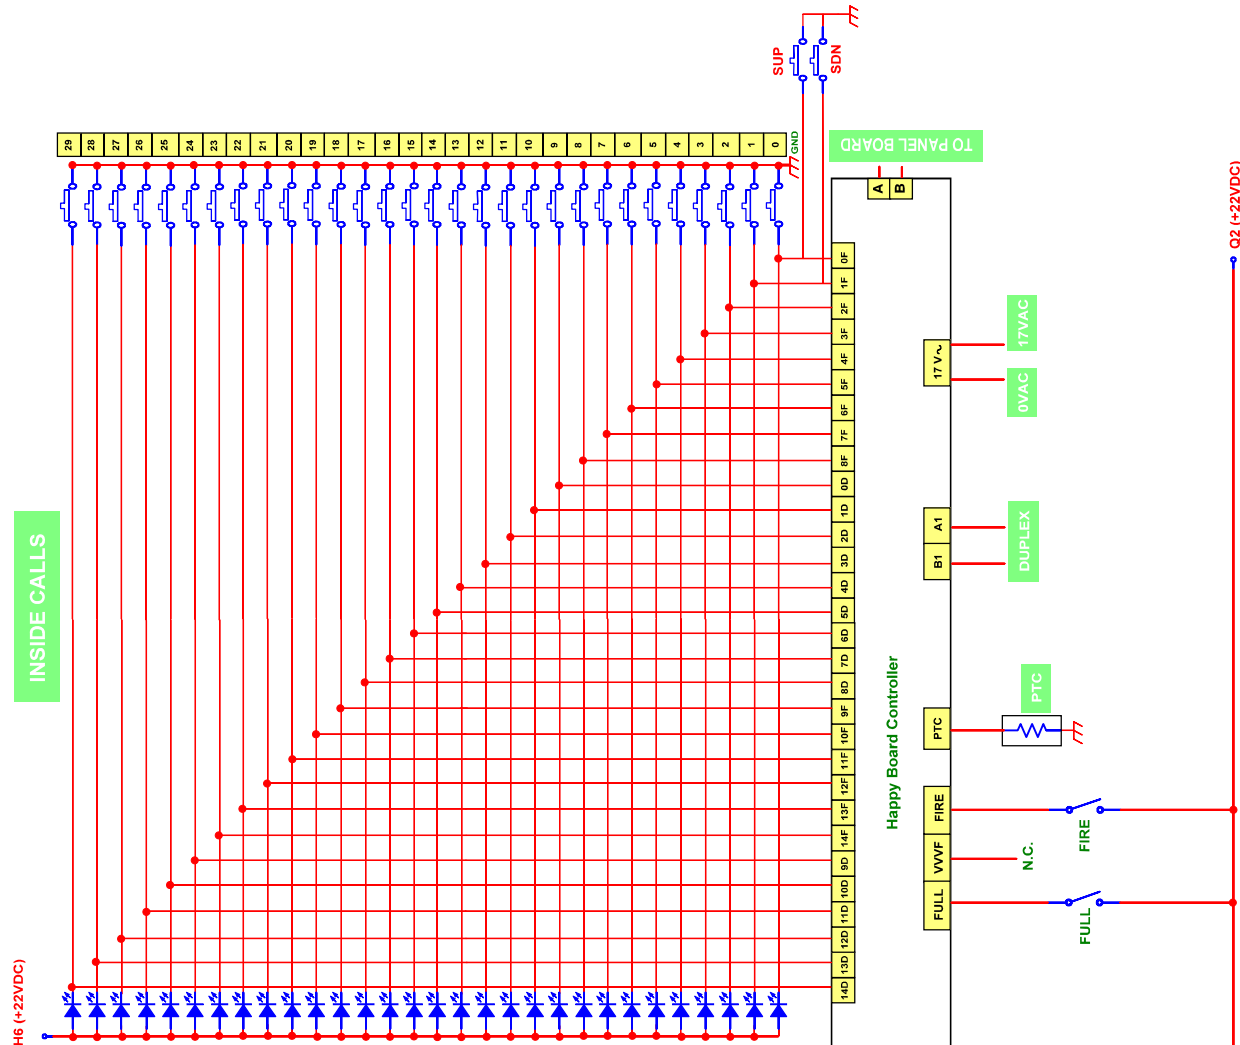 SUP
SDN
29
28
27
26
25
24
23
22
21
20
19
18
17
16
15
14
13
12
11
10
9
8
7
6
5
4
3
2
1
0
GND
TO PANEL BOARD
A
B
Q2 (+22VDC)
0F
1F
2F
3F
4F
5F
6F
7F
8F
0D
1D
2D
3D
4D
5D
6D
7D
8D
9F
10F
11F
12F
13F
14F
9D
10D
11D
12D
13D
14D
17 V~
17VAC
0VAC
A1
B1
DUPLEX
INSIDE CALLS
Happy Board Controller
PTC
PTC
FIRE
FIRE
VVVF
N.C.
FULL
FULL
H6 (+22VDC)